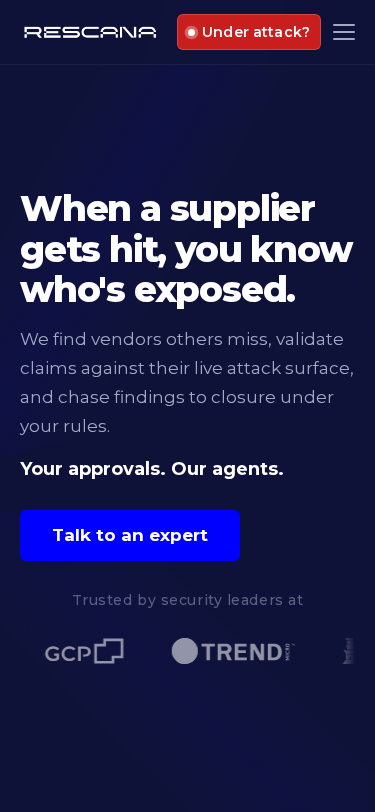 RESCANA
Under attack?
When a supplier
gets hit, you know
who's exposed.
We find vendors others miss, validate
claims against their live attack surface,
and chase findings to closure under
your rules.
Your approvals. Our agents.
Talk to an expert
Trusted by security leaders at
GCP
TREND
MICRO